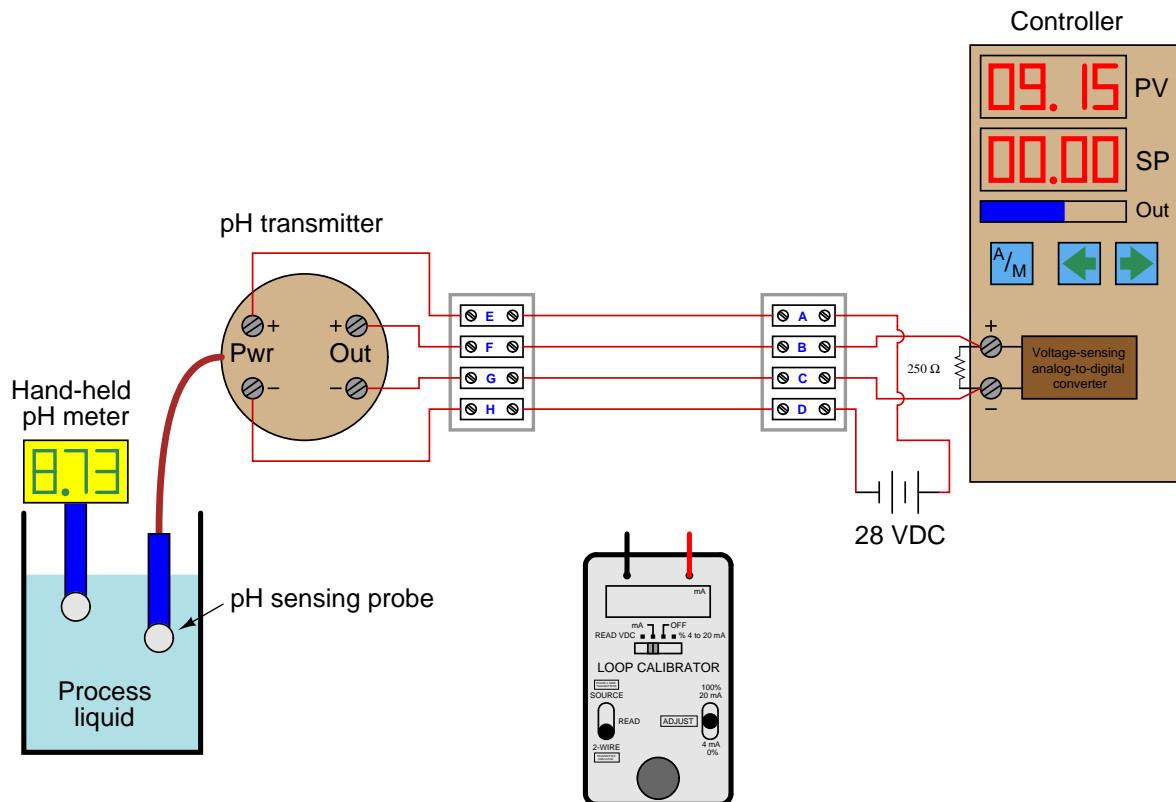 Controller
09.15 PV
00.00 SP
Out
A/M
pH transmitter
+ +
Pwr Out
− −
E
F
G
H
A
B
C
D
+
250 Ω
−
Voltage-sensing
analog-to-digital
converter
28 VDC
Hand-held
pH meter
8.73
pH sensing probe
Process
liquid
mA
mA OFF
READ VDC % 4 to 20 mA
LOOP CALIBRATOR
SOURCE
READ
2-WIRE
100%
20 mA
ADJUST
4 mA
0%